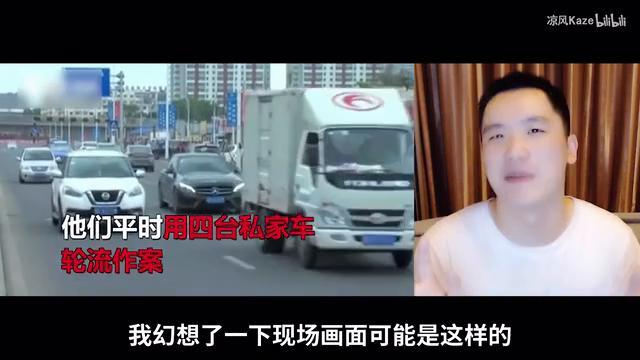 凉风Kaze bilibili
他们平时用四台私家车
轮流作案
我幻想了一下现场画面可能是这样的